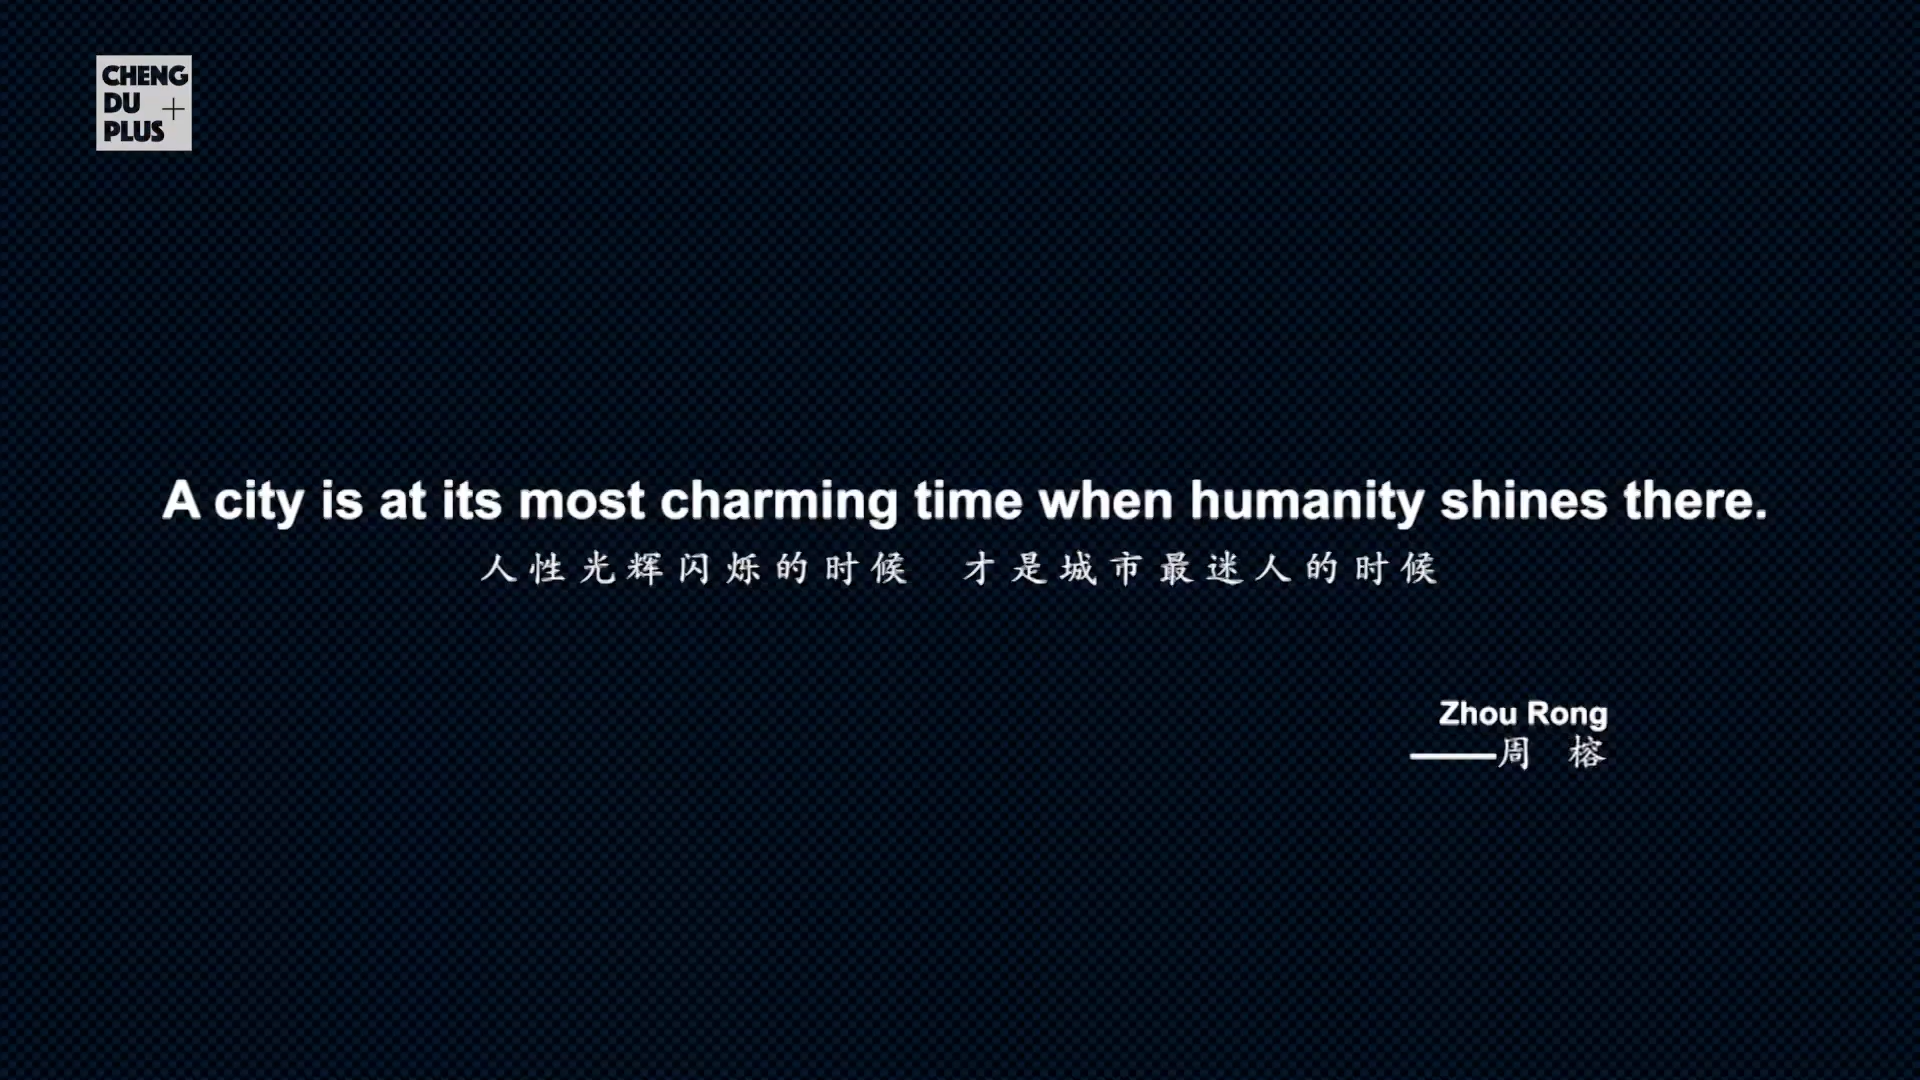 CHENG
DU +
PLUS
A city is at its most charming time when humanity shines there.
人性光辉闪烁的时候 才是城市最迷人的时候
Zhou Rong
——周 榕